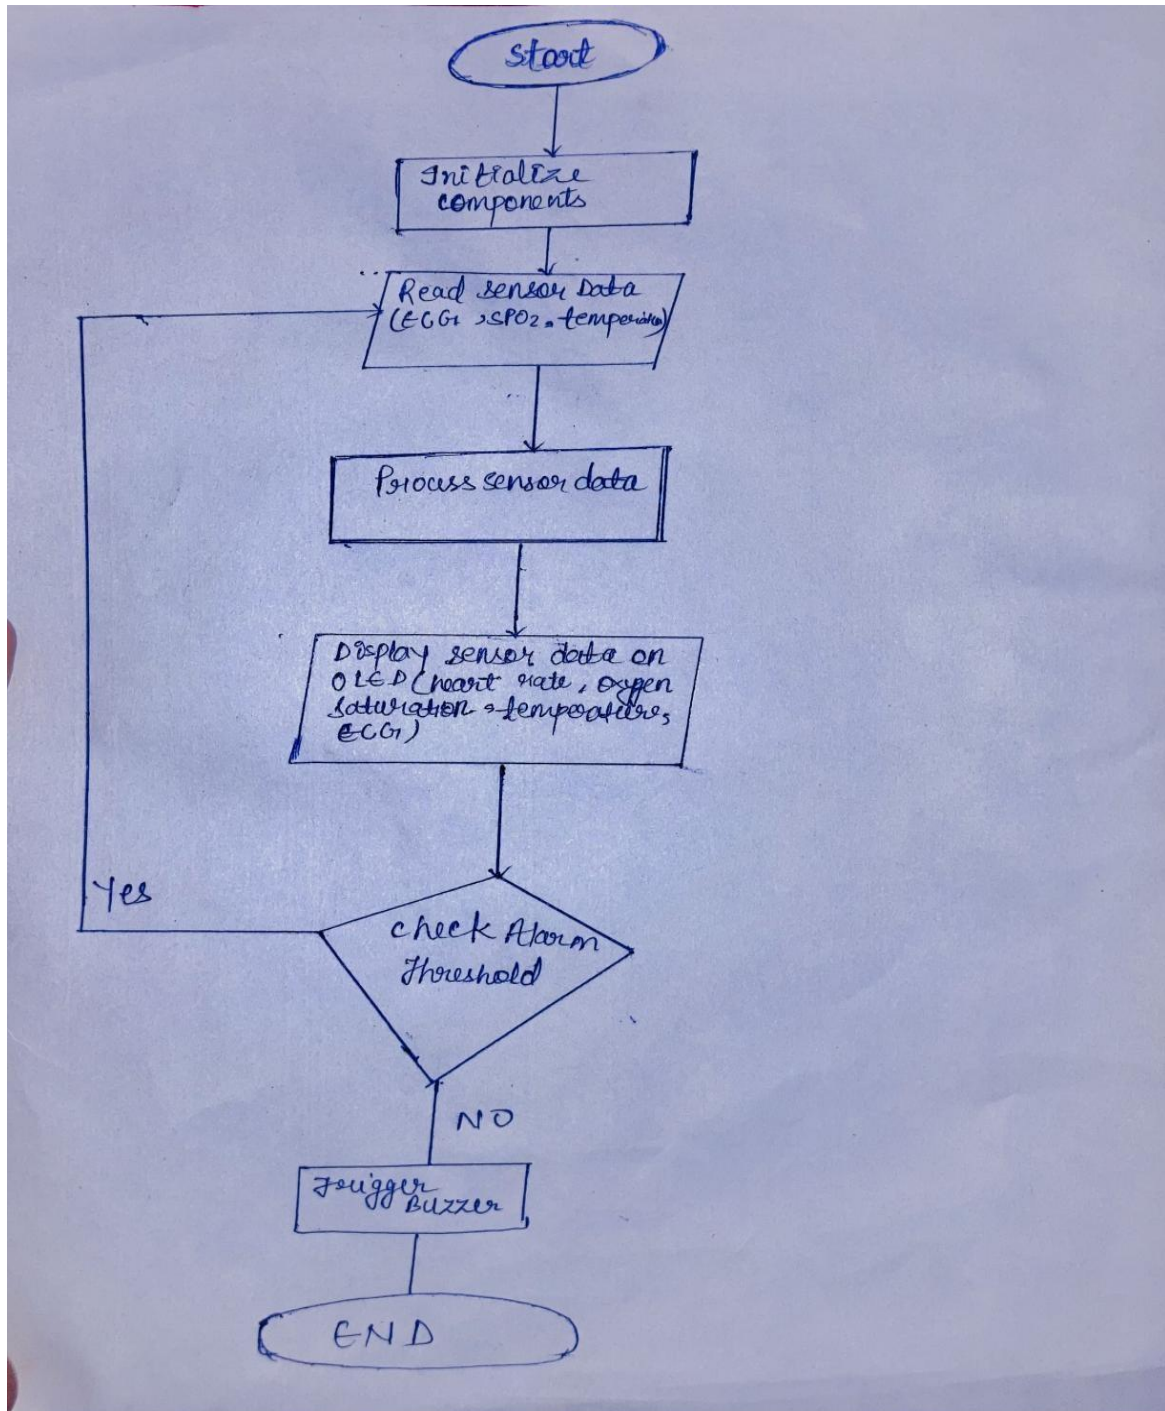 Start
Initialize
components
Read sensor Data
(ECG, SPO2, temperature)
Process sensor data
Display sensor data on
OLED (heart rate, oxygen
saturation, temperature,
ECG)
Yes
check Alarm
Threshold
NO
Trigger
Buzzer
END